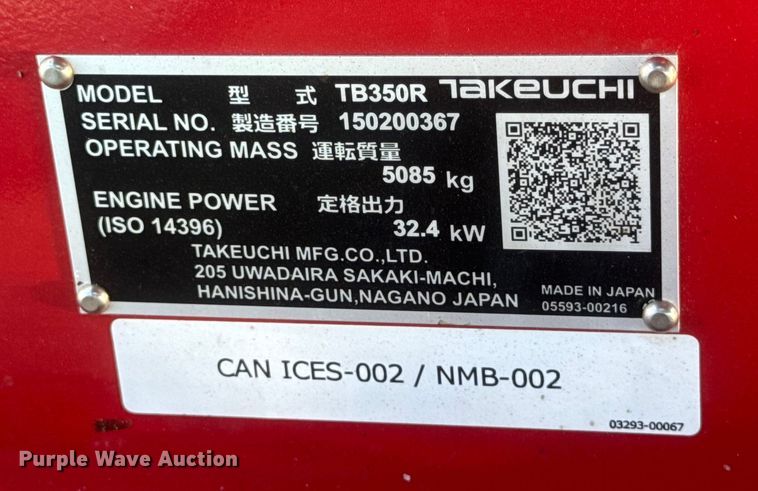 MODEL 型 式 TB350R TAKEUCHI
SERIAL NO. 製造番号 150200367
OPERATING MASS 運転質量
5085 kg
ENGINE POWER 定格出力
(ISO 14396) 32.4 kW
TAKEUCHI MFG.CO.,LTD.
205 UWADAIRA SAKAKI-MACHI,
HANISHINA-GUN,NAGANO JAPAN
MADE IN JAPAN
05593-00216
CAN ICES-002 / NMB-002
03293-00067
Purple Wave Auction